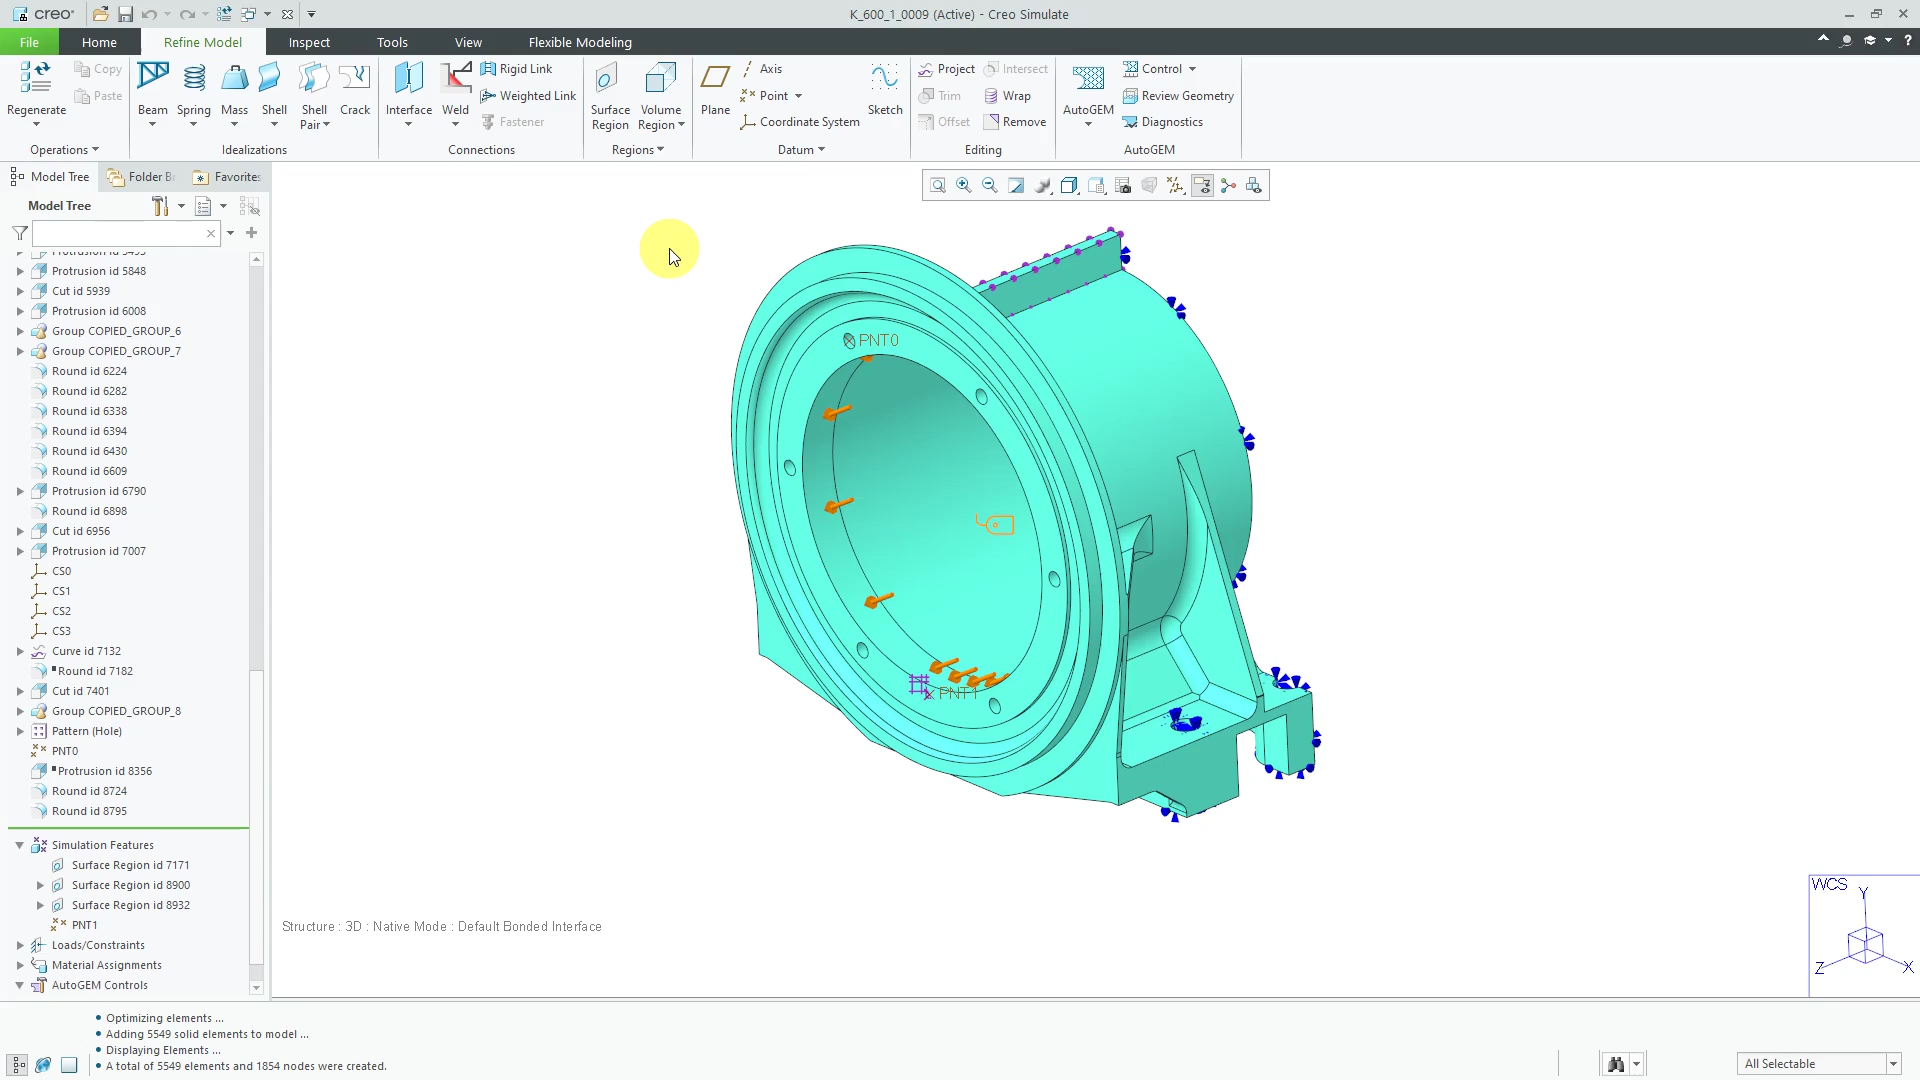 creo
K_600_1_0009 (Active) - Creo Simulate
File Home Refine Model Inspect Tools View Flexible Modeling
Regenerate
Copy
Paste
Operations
Beam Spring Mass Shell Shell Pair Crack
Idealizations
Interface Weld
Rigid Link
Weighted Link
Fastener
Connections
Surface Region
Volume Region
Regions
Plane
Axis
Point
Coordinate System
Sketch
Datum
Project Intersect
Trim Wrap
Offset Remove
Editing
AutoGEM
Control
Review Geometry
Diagnostics
AutoGEM
Model Tree Folder B Favorites
Model Tree
Protrusion id 5848
Cut id 5939
Protrusion id 6008
Group COPIED_GROUP_6
Group COPIED_GROUP_7
Round id 6224
Round id 6282
Round id 6338
Round id 6394
Round id 6430
Round id 6609
Protrusion id 6790
Round id 6898
Cut id 6956
Protrusion id 7007
CS0
CS1
CS2
CS3
Curve id 7132
Round id 7182
Cut id 7401
Group COPIED_GROUP_8
Pattern (Hole)
PNT0
Protrusion id 8356
Round id 8724
Round id 8795
Simulation Features
Surface Region id 7171
Surface Region id 8900
Surface Region id 8932
PNT1
Loads/Constraints
Material Assignments
AutoGEM Controls
PNT0
PNT1
Structure : 3D : Native Mode : Default Bonded Interface
WCS
Y
Z X
• Optimizing elements ...
• Adding 5549 solid elements to model ...
• Displaying Elements ...
• A total of 5549 elements and 1854 nodes were created.
All Selectable